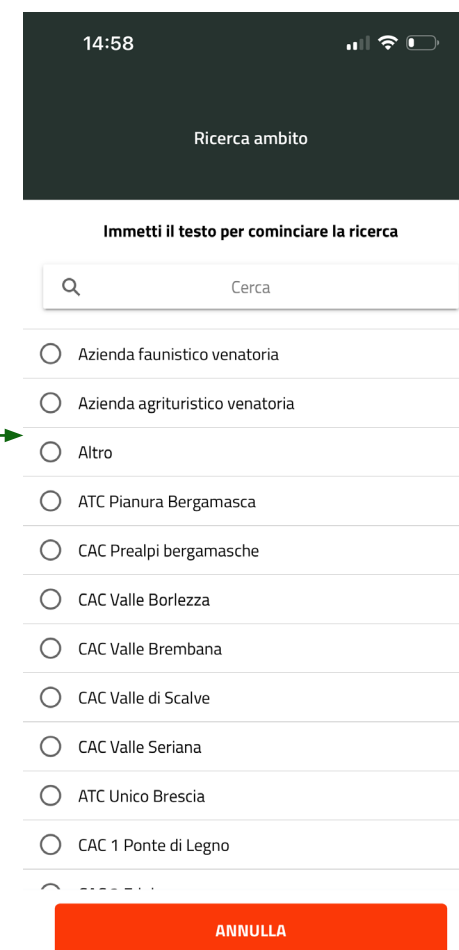 14:58
Ricerca ambito
Immetti il testo per cominciare la ricerca
Cerca
Azienda faunistico venatoria
Azienda agrituristico venatoria
Altro
ATC Pianura Bergamasca
CAC Prealpi bergamasche
CAC Valle Borlezza
CAC Valle Brembana
CAC Valle di Scalve
CAC Valle Seriana
ATC Unico Brescia
CAC 1 Ponte di Legno
ANNULLA